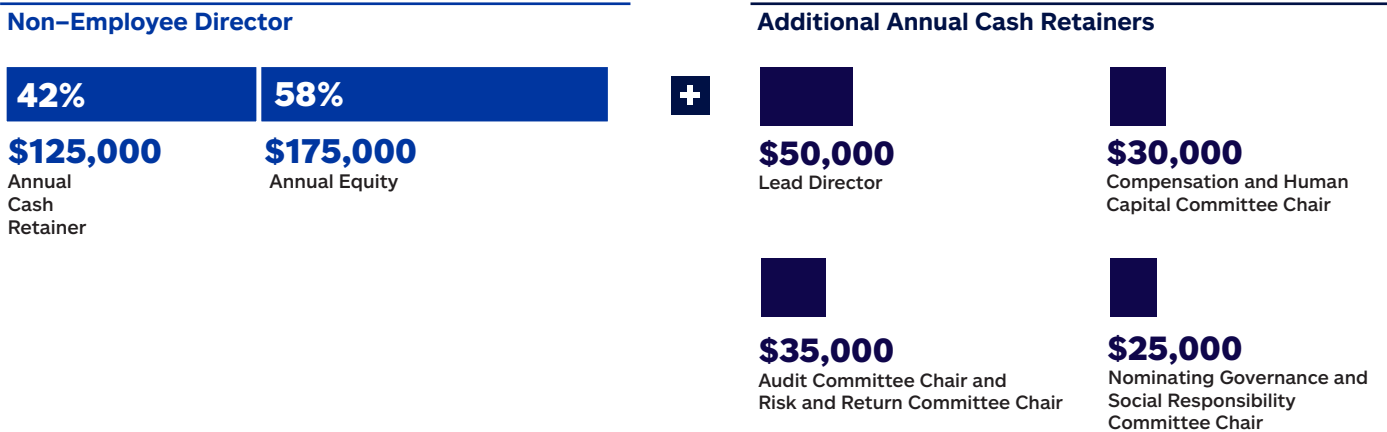 Non-Employee Director
42%
58%
$125,000
Annual
Cash
Retainer
$175,000
Annual Equity
+
Additional Annual Cash Retainers
$50,000
Lead Director
$30,000
Compensation and Human
Capital Committee Chair
$35,000
Audit Committee Chair and
Risk and Return Committee Chair
$25,000
Nominating Governance and
Social Responsibility
Committee Chair